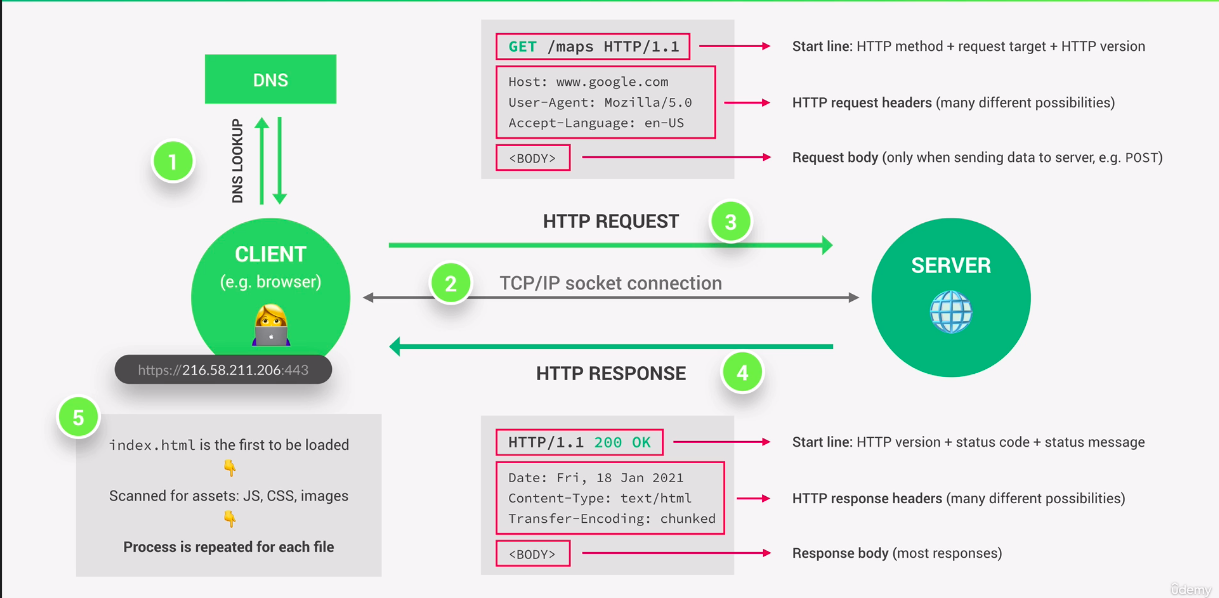 DNS
DNS LOOKUP
1
CLIENT
(e.g. browser)
https://216.58.211.206:443
GET /maps HTTP/1.1
Start line: HTTP method + request target + HTTP version
Host: www.google.com
User-Agent: Mozilla/5.0
Accept-Language: en-US
HTTP request headers (many different possibilities)
<BODY>
Request body (only when sending data to server, e.g. POST)
HTTP REQUEST
3
2
TCP/IP socket connection
SERVER
HTTP RESPONSE
4
5
index.html is the first to be loaded
Scanned for assets: JS, CSS, images
Process is repeated for each file
HTTP/1.1 200 OK
Start line: HTTP version + status code + status message
Date: Fri, 18 Jan 2021
Content-Type: text/html
Transfer-Encoding: chunked
HTTP response headers (many different possibilities)
<BODY>
Response body (most responses)
ûdemy